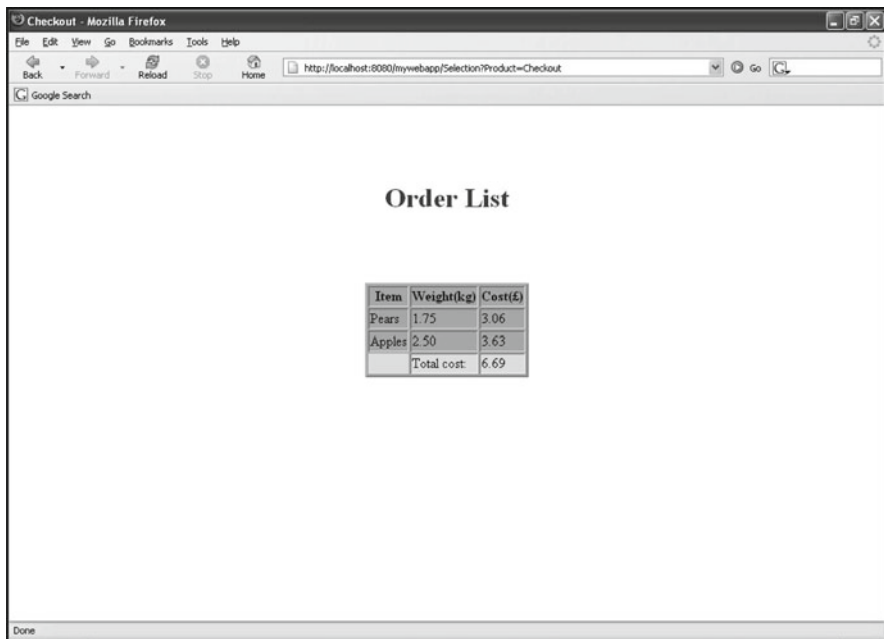 Checkout - Mozilla Firefox
File Edit View Go Bookmarks Tools Help
Back Forward Reload Stop Home http://localhost:8080/mywebapp/Selection?Product=Checkout Go G
G Google Search
Order List
Item Weight(kg) Cost(£)
Pears 1.75 3.06
Apples 2.50 3.63
Total cost: 6.69
Done